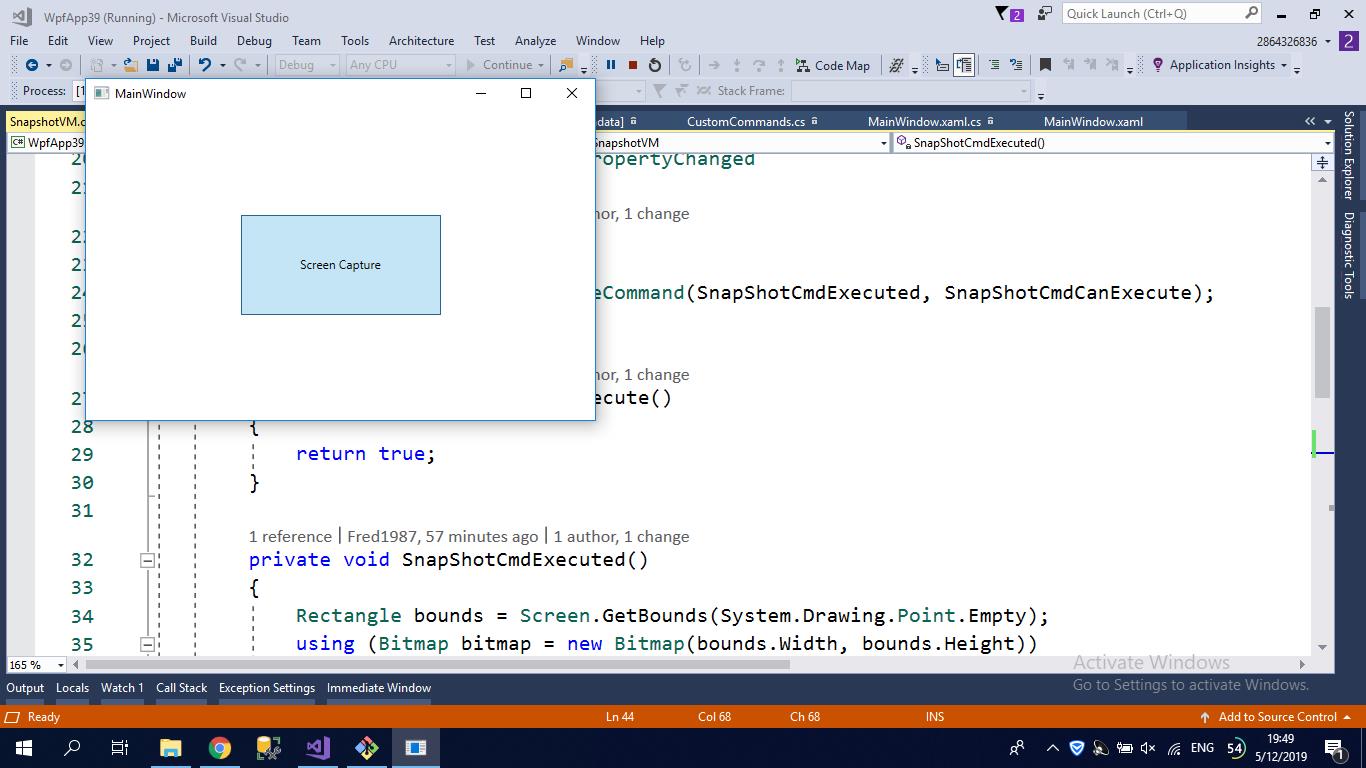 WpfApp39 (Running) - Microsoft Visual Studio
2
Quick Launch (Ctrl+Q)
File Edit View Project Build Debug Team Tools Architecture Test Analyze Window Help
2864326836 2
Debug Any CPU Continue Code Map Application Insights
Process: Stack Frame:
MainWindow
SnapshotVM.c data] CustomCommands.cs MainWindow.xaml.cs MainWindow.xaml
C# WpfApp39 SnapshotVM SnapShotCmdExecuted()
Solution Explorer
Diagnostic Tools
20 ropertyChanged
21
hor, 1 change
22
23
24 eCommand(SnapShotCmdExecuted, SnapShotCmdCanExecute);
25
26
hor, 1 change
27 ecute()
Screen Capture
28 {
29 return true;
30 }
31
1 reference | Fred1987, 57 minutes ago | 1 author, 1 change
32 private void SnapShotCmdExecuted()
33 {
34 Rectangle bounds = Screen.GetBounds(System.Drawing.Point.Empty);
35 using (Bitmap bitmap = new Bitmap(bounds.Width, bounds.Height))
165 %
Activate Windows
Go to Settings to activate Windows.
Output Locals Watch 1 Call Stack Exception Settings Immediate Window
Ready Ln 44 Col 68 Ch 68 INS Add to Source Control
ENG 54 19:49
5/12/2019 1